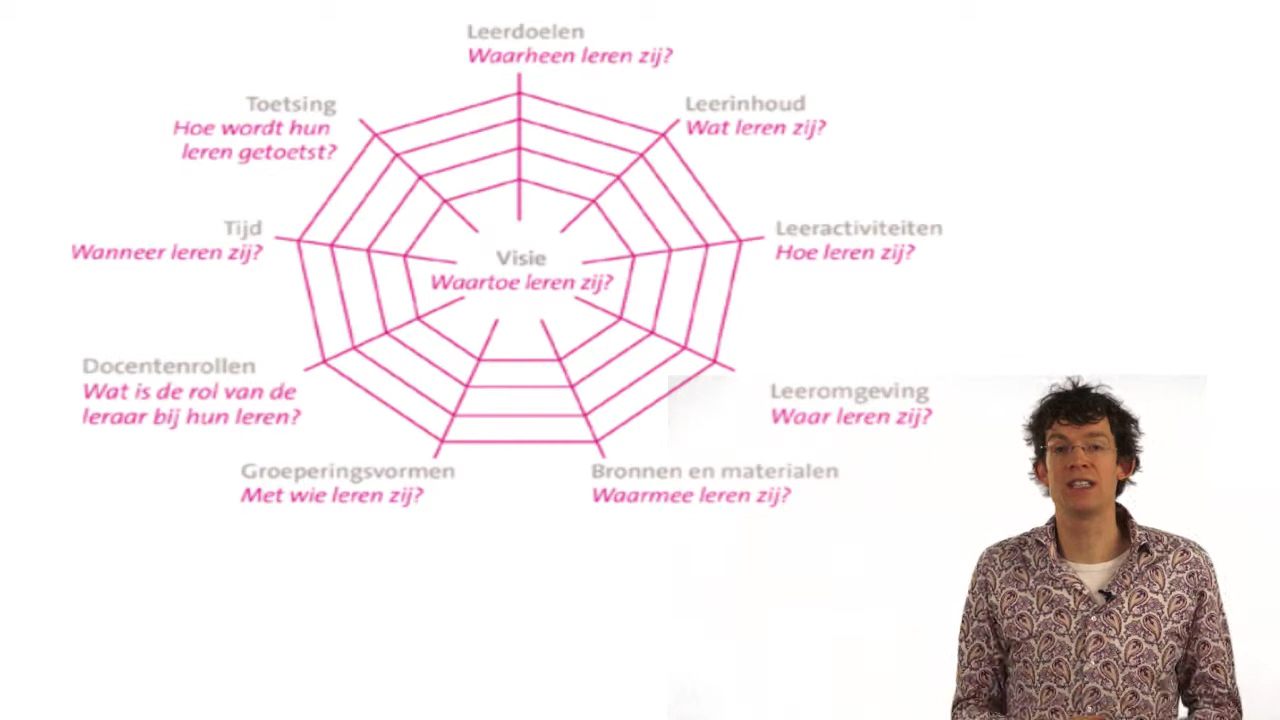 Leerdoelen
Waarheen leren zij?
Leerinhoud
Wat leren zij?
Leeractiviteiten
Hoe leren zij?
Leeromgeving
Waar leren zij?
Bronnen en materialen
Waarmee leren zij?
Groeperingsvormen
Met wie leren zij?
Docentenrollen
Wat is de rol van de
leraar bij hun leren?
Tijd
Wanneer leren zij?
Toetsing
Hoe wordt hun
leren getoetst?
Visie
Waartoe leren zij?